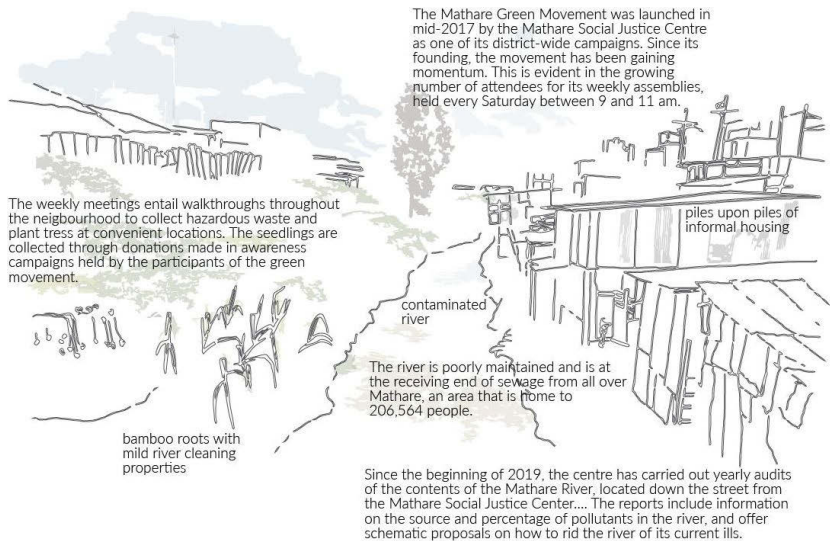 The Mathare Green Movement was launched in
mid-2017 by the Mathare Social Justice Centre
as one of its district-wide campaigns. Since its
founding, the movement has been gaining
momentum. This is evident in the growing
number of attendees for its weekly assemblies,
held every Saturday between 9 and 11 am.
The weekly meetings entail walkthroughs throughout
the neigbourhood to collect hazardous waste and
plant tress at convenient locations. The seedlings are
collected through donations made in awareness
campaigns held by the participants of the green
movement.
piles upon piles of
informal housing
contaminated
river
The river is poorly maintained and is at
the receiving end of sewage from all over
Mathare, an area that is home to
206,564 people.
bamboo roots with
mild river cleaning
properties
Since the beginning of 2019, the centre has carried out yearly audits
of the contents of the Mathare River, located down the street from
the Mathare Social Justice Center.... The reports include information
on the source and percentage of pollutants in the river, and offer
schematic proposals on how to rid the river of its current ills.